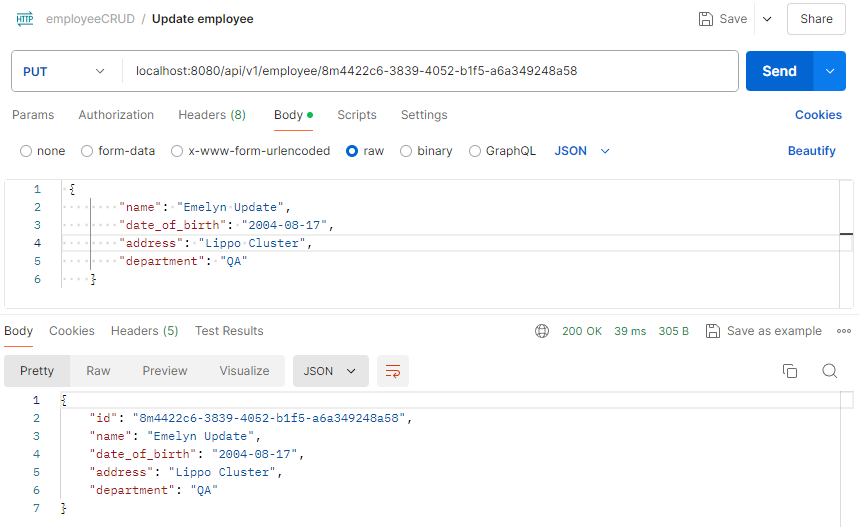 HTTP employeeCRUD / Update employee Save Share
PUT localhost:8080/api/v1/employee/8m4422c6-3839-4052-b1f5-a6a349248a58 Send
Params Authorization Headers (8) Body Scripts Settings Cookies
none form-data x-www-form-urlencoded raw binary GraphQL JSON Beautify
1 {
2 "name": "Emelyn Update",
3 "date_of_birth": "2004-08-17",
4 "address": "Lippo Cluster",
5 "department": "QA"
6 }
Body Cookies Headers (5) Test Results 200 OK 39 ms 305 B Save as example
Pretty Raw Preview Visualize JSON
1 {
2 "id": "8m4422c6-3839-4052-b1f5-a6a349248a58",
3 "name": "Emelyn Update",
4 "date_of_birth": "2004-08-17",
5 "address": "Lippo Cluster",
6 "department": "QA"
7 }